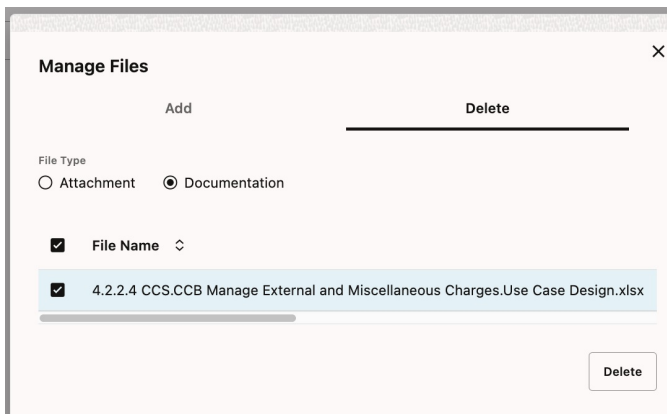 Manage Files
Add Delete
File Type
Attachment Documentation
File Name
4.2.2.4 CCS.CCB Manage External and Miscellaneous Charges.Use Case Design.xlsx
Delete